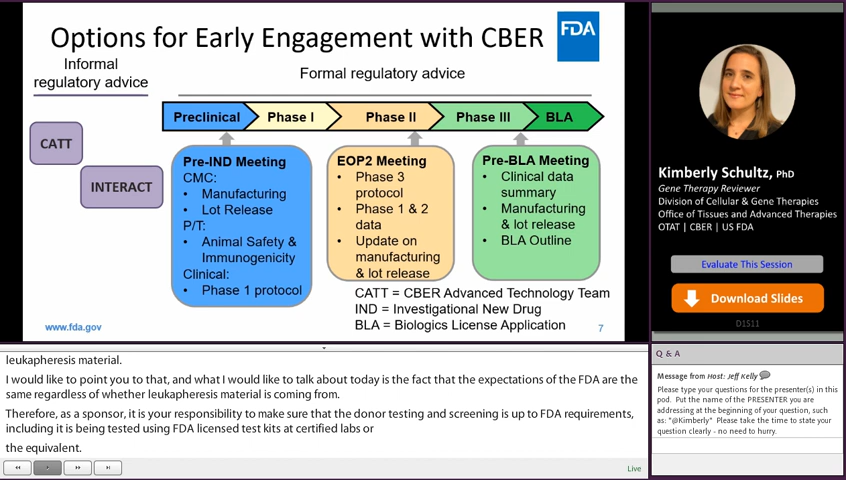 Options for Early Engagement with CBER
FDA
Informal
regulatory advice
Formal regulatory advice
Preclinical
Phase I
Phase II
Phase III
BLA
CATT
INTERACT
Pre-IND Meeting
CMC:
• Manufacturing
• Lot Release
P/T:
• Animal Safety &
Immunogenicity
Clinical:
• Phase 1 protocol
EOP2 Meeting
• Phase 3
protocol
• Phase 1 & 2
data
• Update on
manufacturing
& lot release
Pre-BLA Meeting
• Clinical data
summary
• Manufacturing
& lot release
• BLA Outline
CATT = CBER Advanced Technology Team
IND = Investigational New Drug
BLA = Biologics License Application
www.fda.gov
7
Kimberly Schultz, PhD
Gene Therapy Reviewer
Division of Cellular & Gene Therapies
Office of Tissues and Advanced Therapies
OTAT | CBER | US FDA
Evaluate This Session
Download Slides
D1511
leukapheresis material.
I would like to point you to that, and what I would like to talk about today is the fact that the expectations of the FDA are the
same regardless of whether leukapheresis material is coming from.
Therefore, as a sponsor, it is your responsibility to make sure that the donor testing and screening is up to FDA requirements,
including it is being tested using FDA licensed test kits at certified labs or
the equivalent.
Live
Q & A
Message from Host: Jeff Kelly
Please type your questions for the presenter(s) in this
pod. Put the name of the PRESENTER you are
addressing at the beginning of your question, such
as: "@Kimberly" Please take the time to state your
question clearly - no need to hurry.